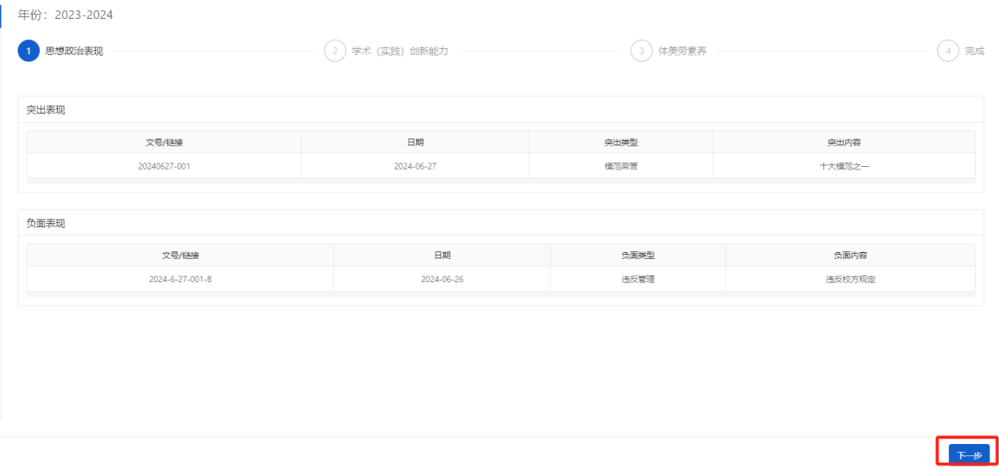 年份：2023-2024
1 思想政治表现 2 学术（实践）创新能力 3 体美劳素养 4 完成
突出表现
文号/链接 日期 突出类型 突出内容
20240627-001 2024-06-27 模范荣誉 十大模范之一
负面表现
文号/链接 日期 负面类型 负面内容
2024-6-27-001-B 2024-06-26 违反管理 违反校方规定
下一步